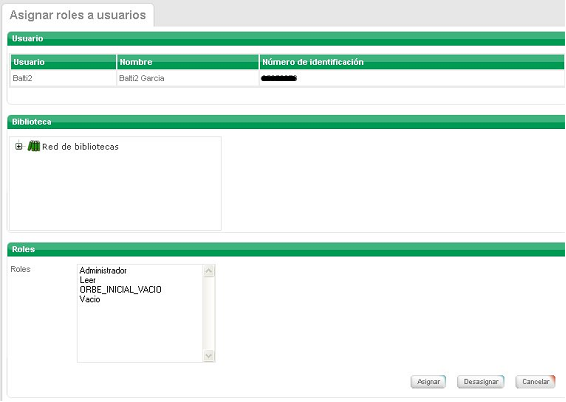 Asignar roles a usuarios
Usuario
Usuario Nombre Número de identificación
Balti2 Balti2 García
Biblioteca
Red de bibliotecas
Roles
Roles
Administrador
Leer
ORBE_INICIAL_VACIO
Vacio
Asignar Desasignar Cancelar